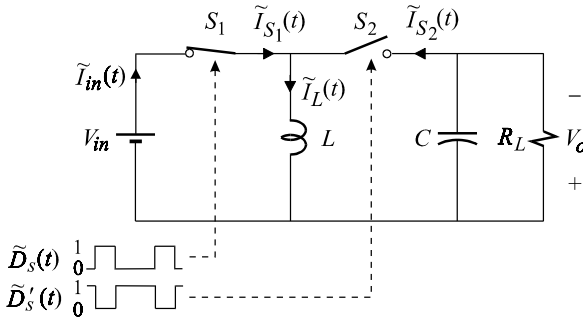 S₁ Ĩ_S₁(t) S₂ Ĩ_S₂(t)
Ĩ_in(t)
Ĩ_L(t)
−
V_in L C R_L V_o
+
D̃_s(t) 1 0
D̃_s′(t) 1 0